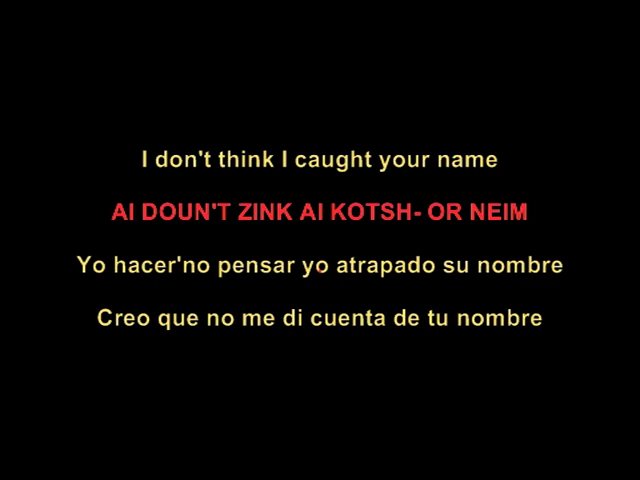 I don't think I caught your name
AI DOUN'T ZINK AI KOTSH- OR NEIM
Yo hacer'no pensar yo atrapado su nombre
Creo que no me di cuenta de tu nombre